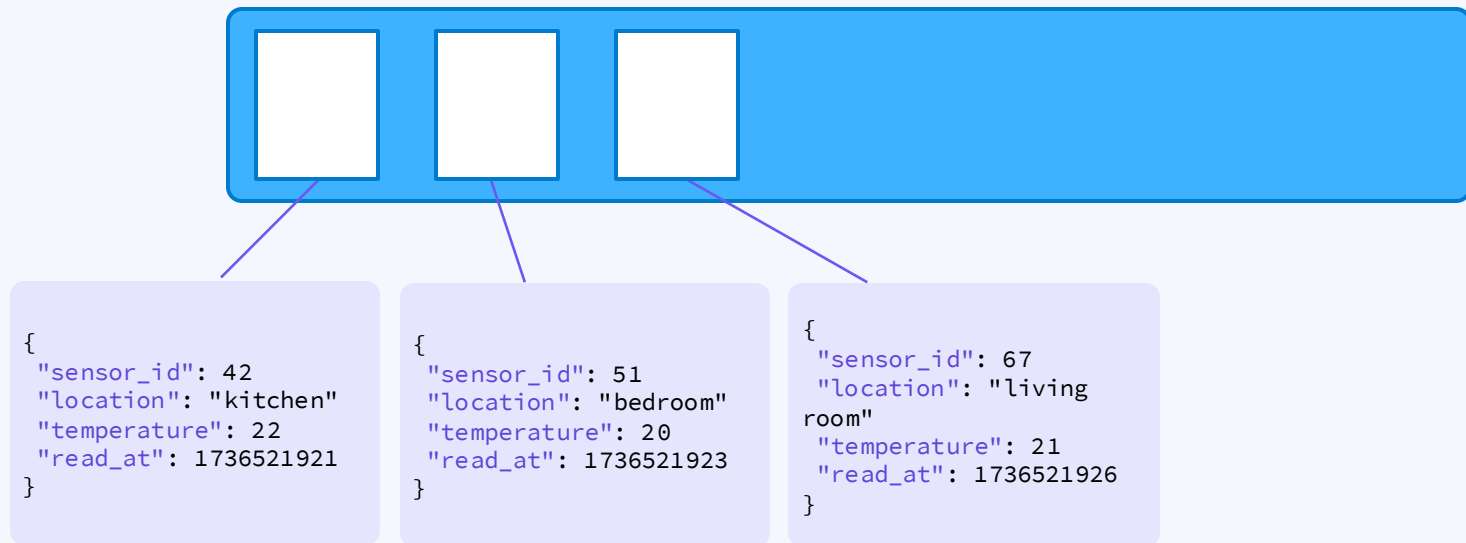 {
"sensor_id": 42
"location": "kitchen"
"temperature": 22
"read_at": 1736521921
}
{
"sensor_id": 51
"location": "bedroom"
"temperature": 20
"read_at": 1736521923
}
{
"sensor_id": 67
"location": "living
room"
"temperature": 21
"read_at": 1736521926
}